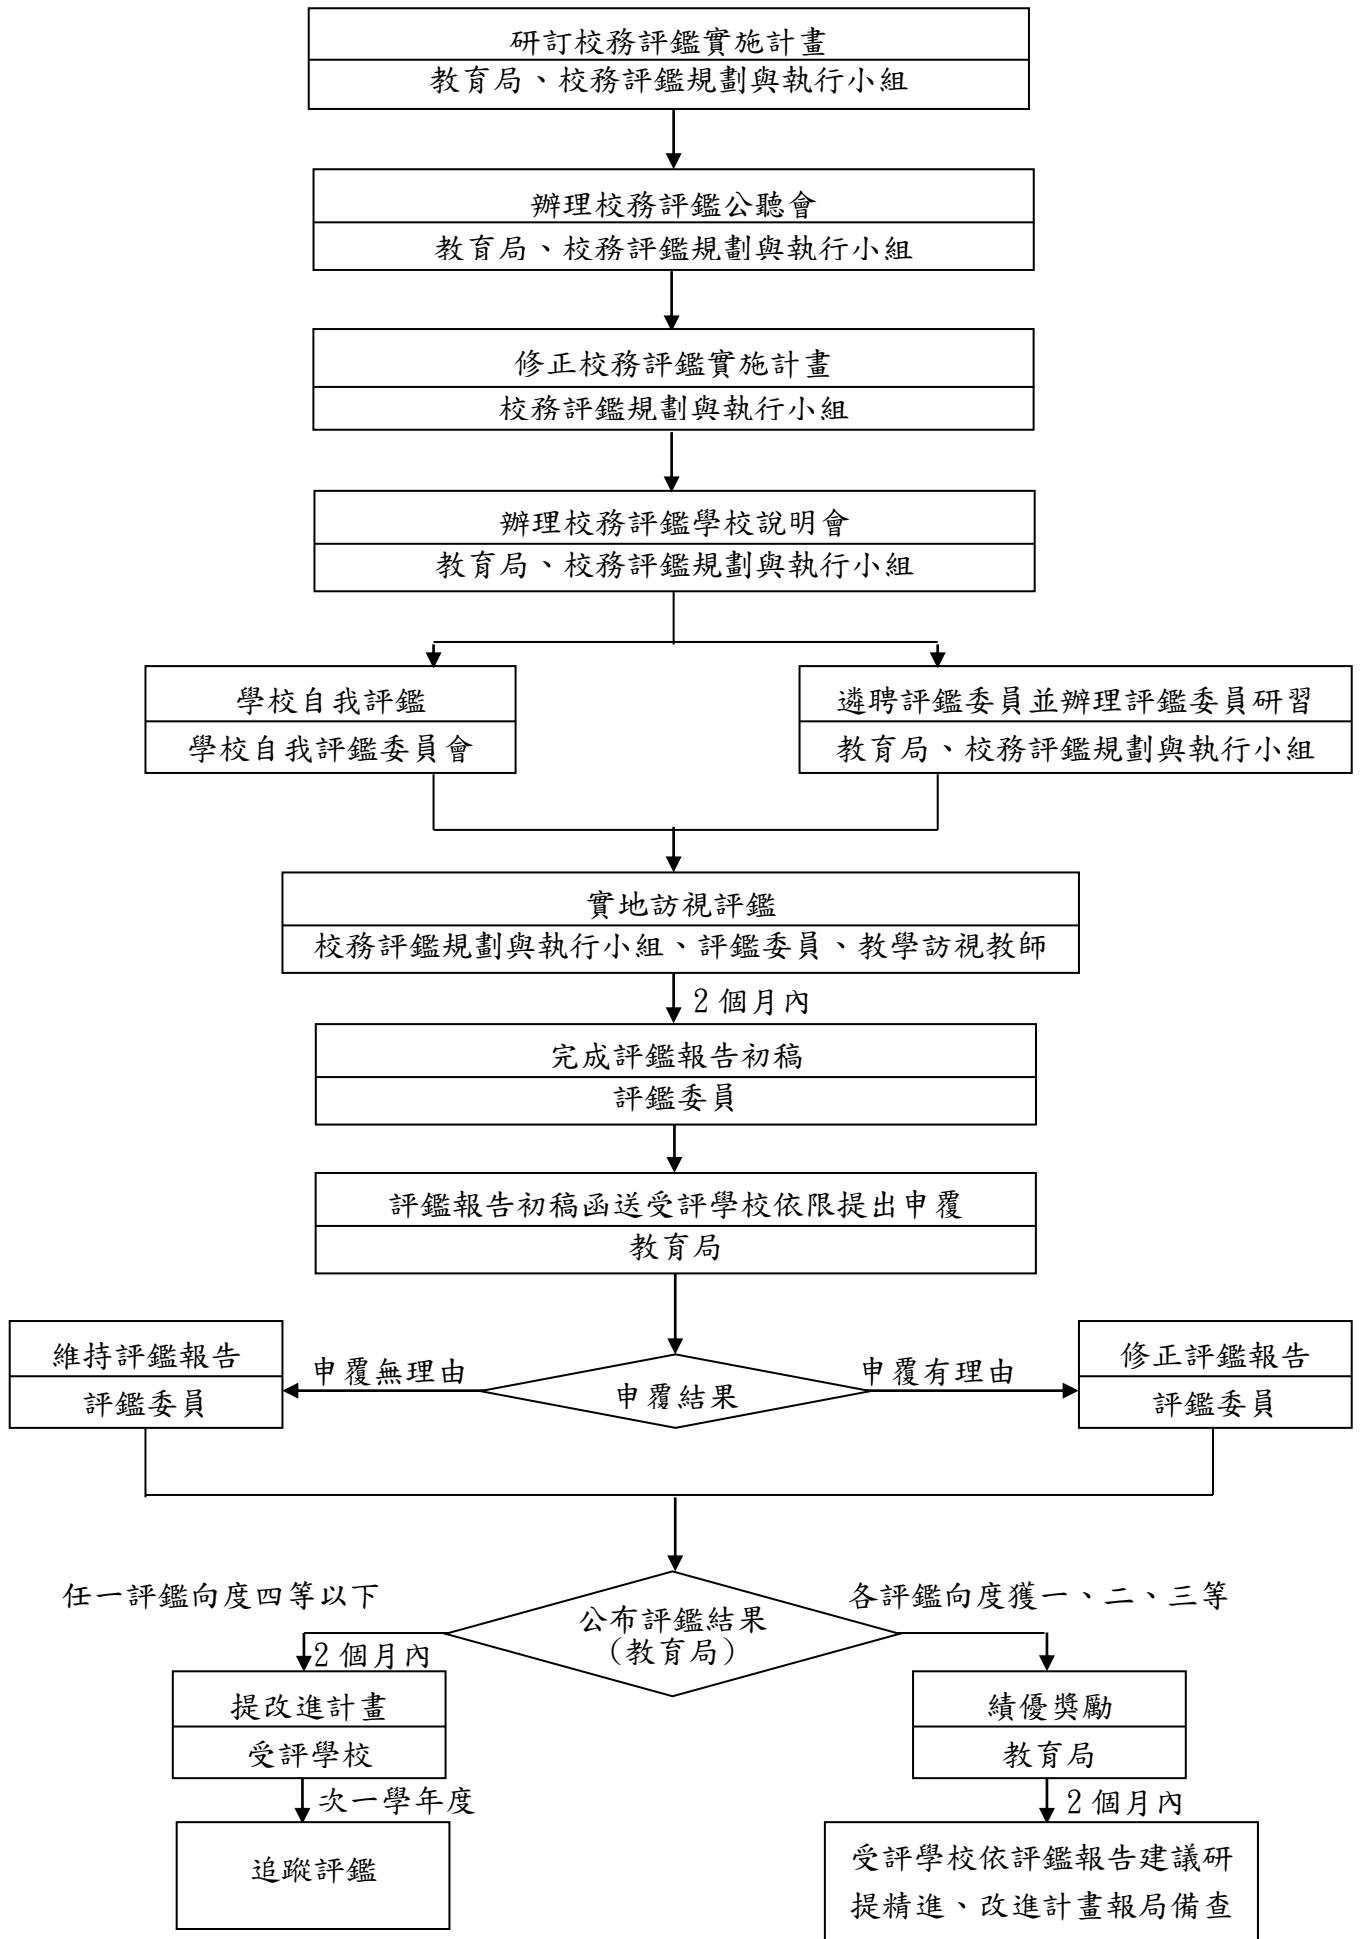 研訂校務評鑑實施計畫
教育局、校務評鑑規劃與執行小組
辦理校務評鑑公聽會
教育局、校務評鑑規劃與執行小組
修正校務評鑑實施計畫
校務評鑑規劃與執行小組
辦理校務評鑑學校說明會
教育局、校務評鑑規劃與執行小組
學校自我評鑑
學校自我評鑑委員會
遴聘評鑑委員並辦理評鑑委員研習
教育局、校務評鑑規劃與執行小組
實地訪視評鑑
校務評鑑規劃與執行小組、評鑑委員、教學訪視教師
2個月內
完成評鑑報告初稿
評鑑委員
評鑑報告初稿函送受評學校依限提出申覆
教育局
維持評鑑報告
評鑑委員
申覆無理由
申覆結果
申覆有理由
修正評鑑報告
評鑑委員
任一評鑑向度四等以下
公布評鑑結果
（教育局）
各評鑑向度獲一、二、三等
2個月內
提改進計畫
受評學校
次一學年度
追蹤評鑑
績優獎勵
教育局
2個月內
受評學校依評鑑報告建議研
提精進、改進計畫報局備查